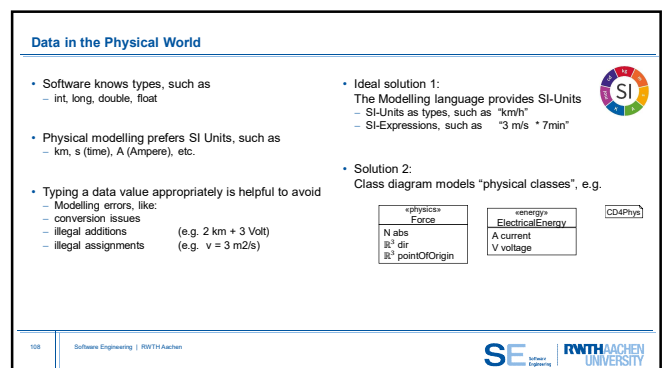 Data in the Physical World
• Software knows types, such as
– int, long, double, float
• Physical modelling prefers SI Units, such as
– km, s (time), A (Ampere), etc.
• Typing a data value appropriately is helpful to avoid
– Modelling errors, like:
– conversion issues
– illegal additions (e.g. 2 km + 3 Volt)
– illegal assignments (e.g. v = 3 m2/s)
• Ideal solution 1:
The Modelling language provides SI-Units
– SI-Units as types, such as “km/h”
– SI-Expressions, such as “3 m/s * 7min”
SI
kg
• Solution 2:
Class diagram models “physical classes”, e.g.
«physics»
Force
N abs
ℝ³ dir
ℝ³ pointOfOrigin
«energy»
ElectricalEnergy
A current
V voltage
CD4Phys
108
Software Engineering | RWTH Aachen
SE Software
Engineering
RWTH AACHEN
UNIVERSITY